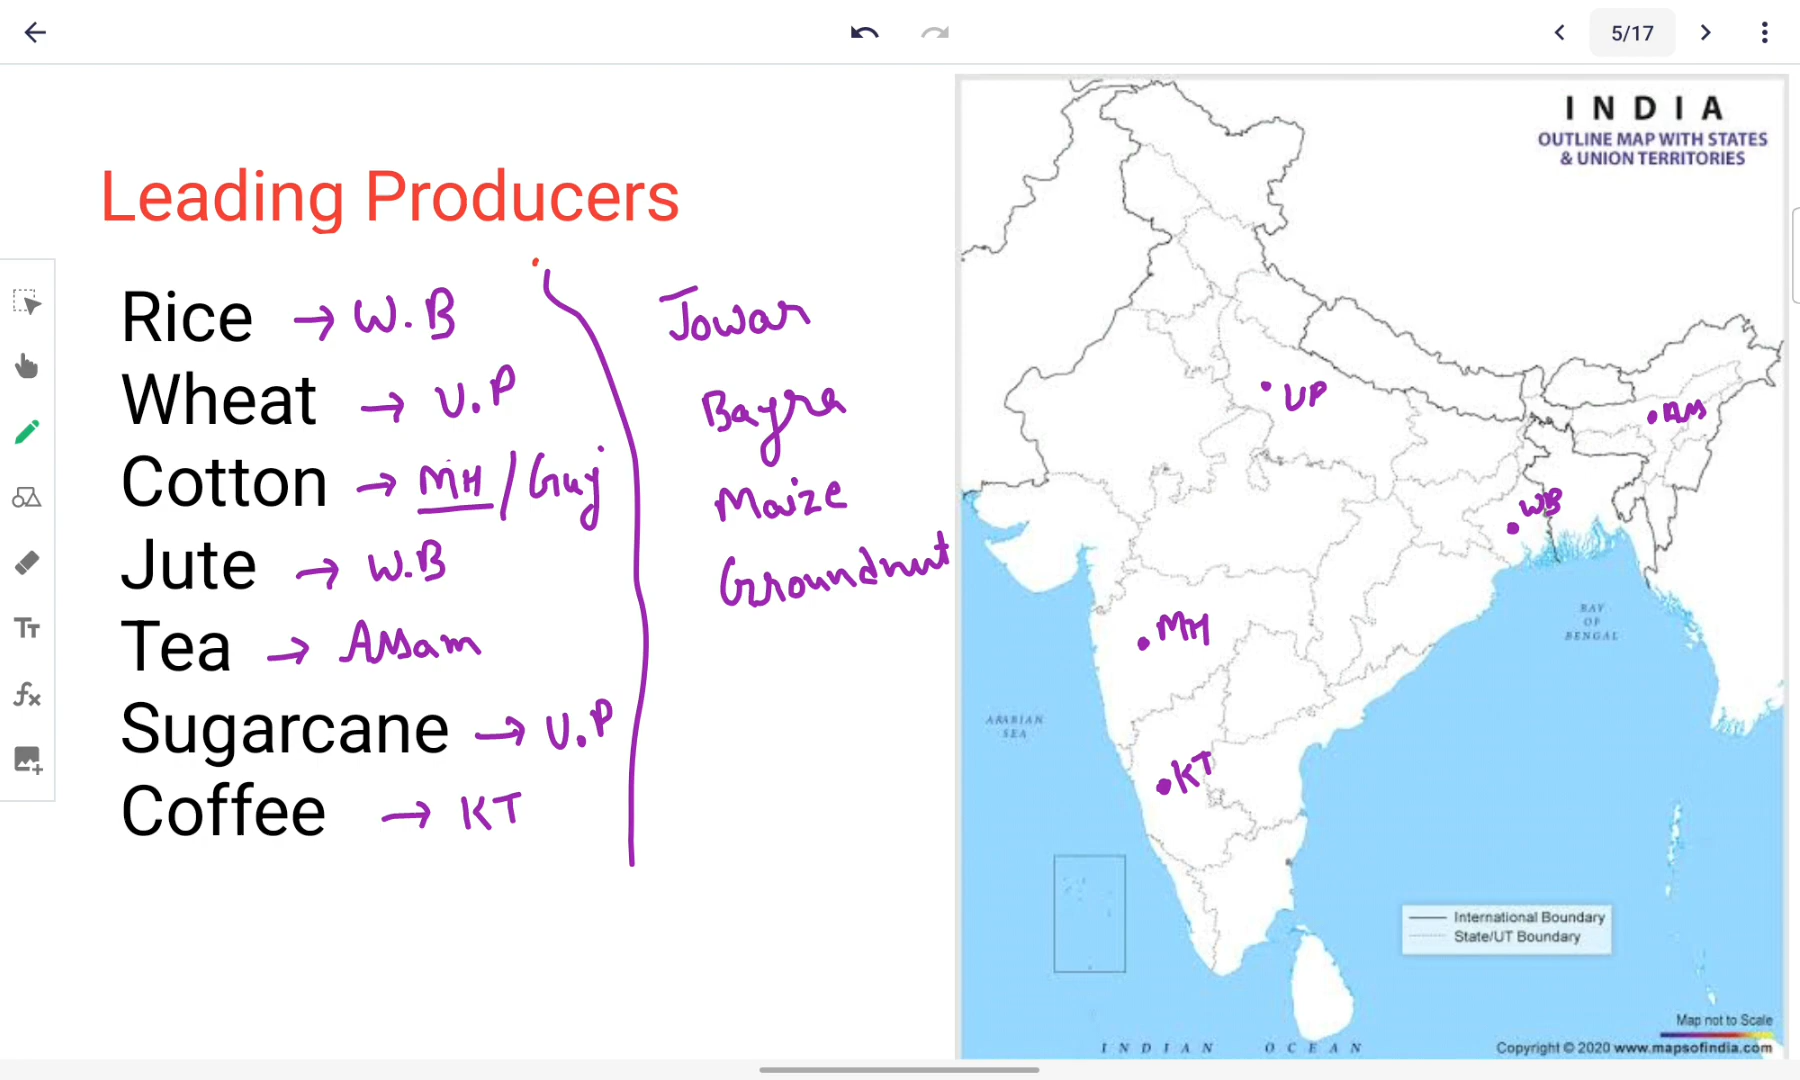 5/17
Leading Producers
Rice → W.B
Wheat → U.P
Cotton → MH / Guj
Jute → W.B
Tea → Assam
Sugarcane → U.P
Coffee → KT
Jowar
Bajra
Maize
Groundnut
INDIA
OUTLINE MAP WITH STATES
& UNION TERRITORIES
UP
AM
WB
MH
KT
BAY
OF
BENGAL
ARABIAN
SEA
International Boundary
State/UT Boundary
Map not to Scale
INDIAN OCEAN
Copyright © 2020 www.mapsofindia.com
Tт
fx